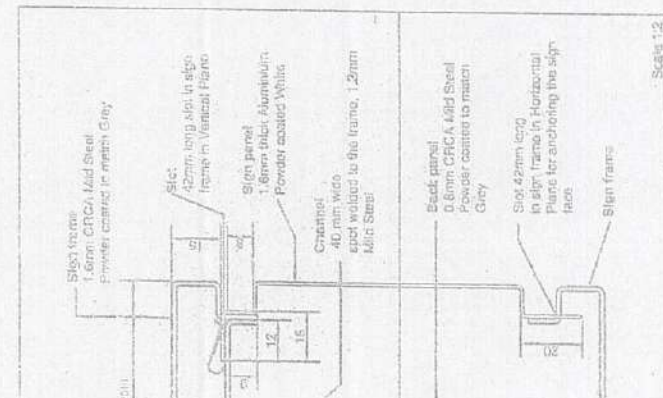 Sign frame
1.6mm CRCA Mild Steel
Powder coated to match Grey
Slot
42mm long slot in sign
frame in Vertical Plane
Sign panel
1.6mm thick Aluminium
Powder coated White
Channel
40 mm wide
spot welded to the frame, 1.2mm
Mild Steel
12
15
Back panel
0.8mm CRCA Mild Steel
Powder coated to match
Grey
Slot 42mm long
in sign frame in Horizontal
Plane for anchoring the sign
face
Sign frame
20
Scale 1:2